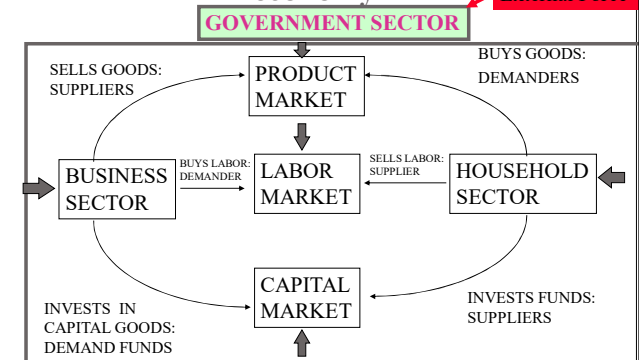 GOVERNMENT SECTOR
SELLS GOODS:
SUPPLIERS
PRODUCT
MARKET
BUYS GOODS:
DEMANDERS
BUSINESS
SECTOR
BUYS LABOR:
DEMANDER
LABOR
MARKET
SELLS LABOR:
SUPPLIER
HOUSEHOLD
SECTOR
CAPITAL
MARKET
INVESTS IN
CAPITAL GOODS:
DEMAND FUNDS
INVESTS FUNDS:
SUPPLIERS